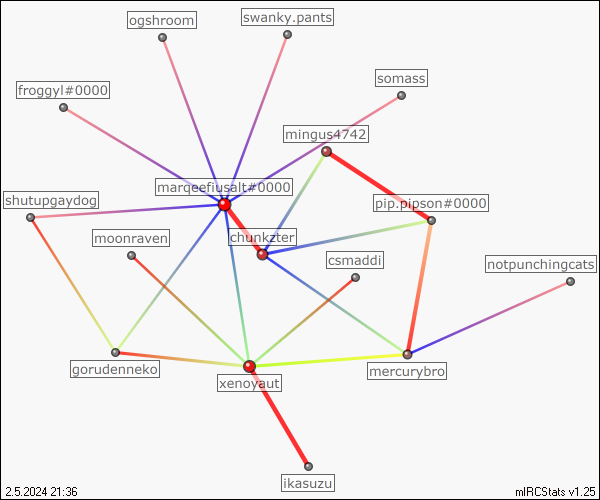 ogshroom
swanky.pants
somass
froggyl#0000
mingus4742
marqeefiusalt#0000
shutupgaydog
pip.pipson#0000
moonraven
chunkzter
csmaddi
notpunchingcats
gorudenneko
xenoyaut
mercurybro
ikasuzu
2.5.2024 21:36
mIRCStats v1.25